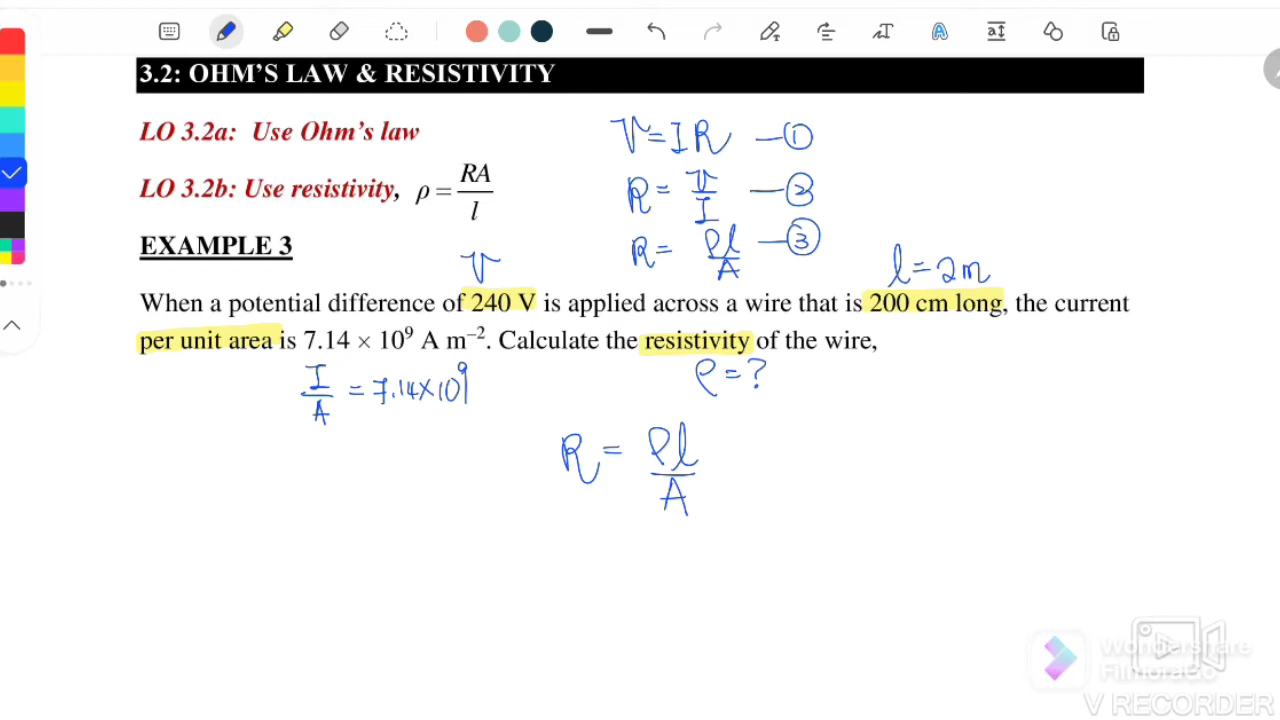 3.2: OHM'S LAW & RESISTIVITY
LO 3.2a: Use Ohm's law
V = IR —①
LO 3.2b: Use resistivity, ρ = RA/l
R = V/I —②
R = ρl/A —③
EXAMPLE 3
V
l = 2m
When a potential difference of 240 V is applied across a wire that is 200 cm long, the current
per unit area is 7.14 × 10⁹ A m⁻². Calculate the resistivity of the wire,
I/A = 7.14×10⁹
ρ = ?
R = ρl/A
Wondershare
Filmora
V RECORDER